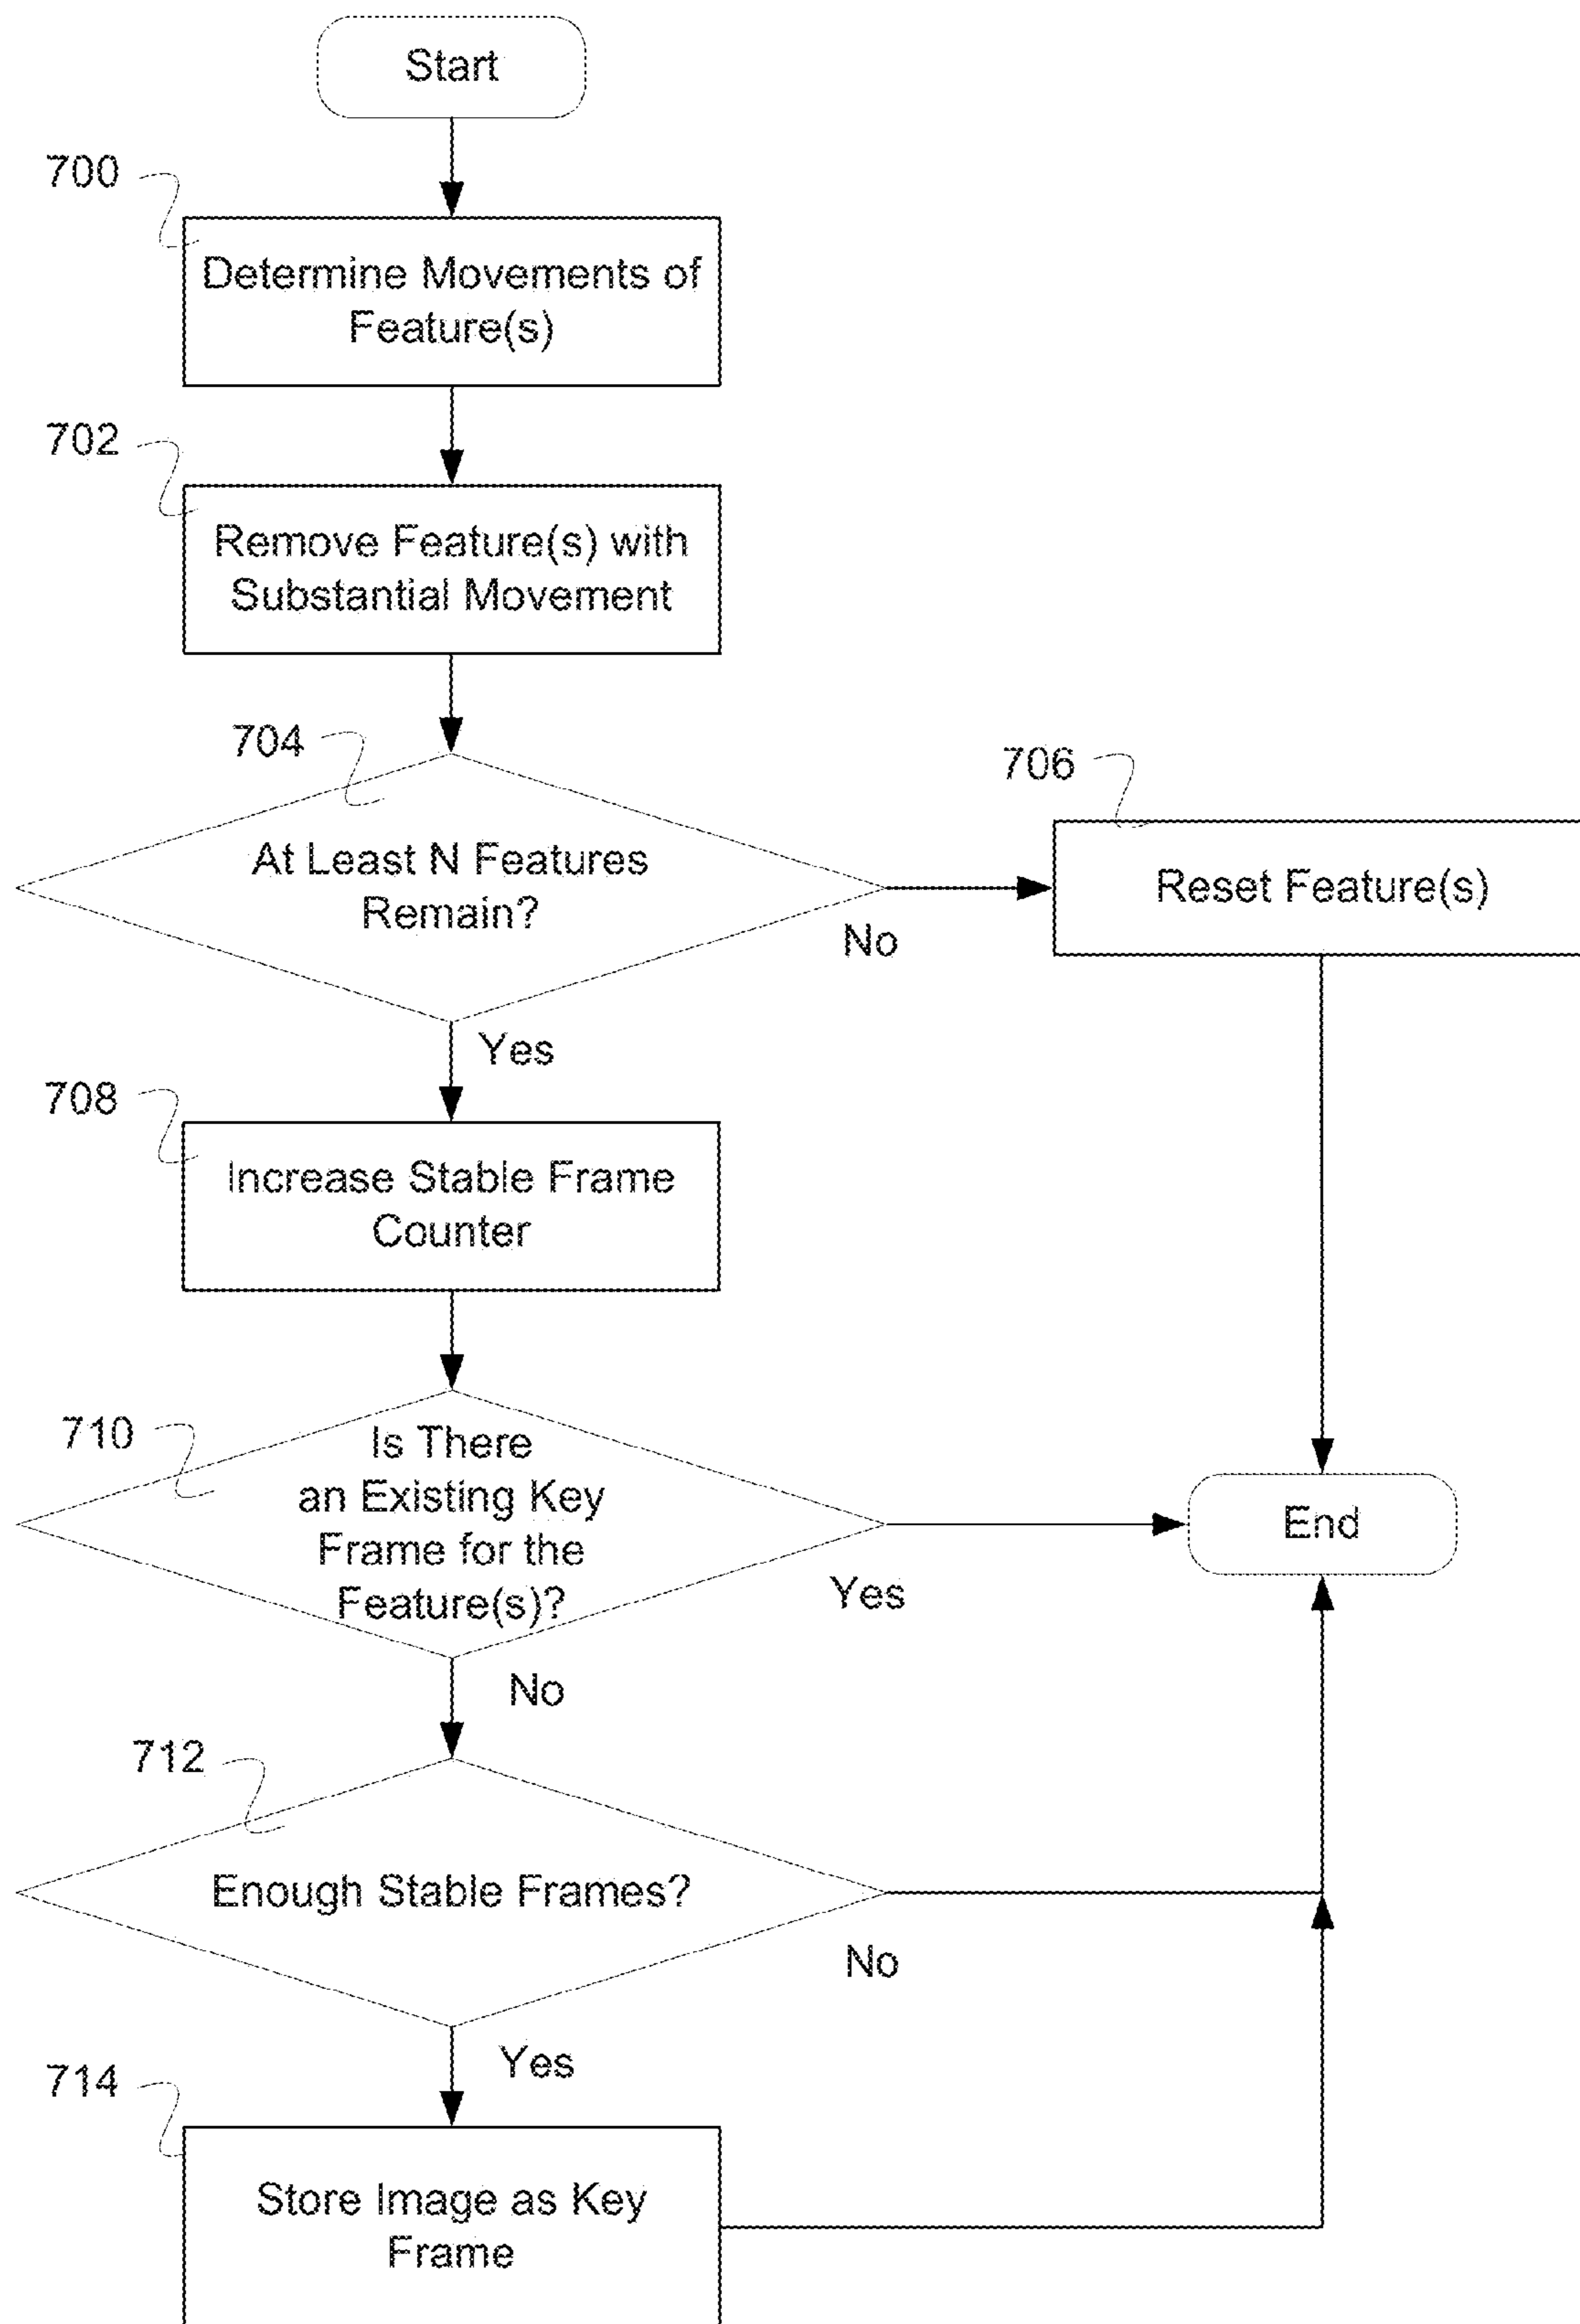 Start
700
Determine Movements of
Feature(s)
702
Remove Feature(s) with
Substantial Movement
704
At Least N Features
Remain?
No
706
Reset Feature(s)
Yes
708
Increase Stable Frame
Counter
710
Is There
an Existing Key
Frame for the
Feature(s)?
Yes
End
No
712
Enough Stable Frames?
No
Yes
714
Store Image as Key
Frame